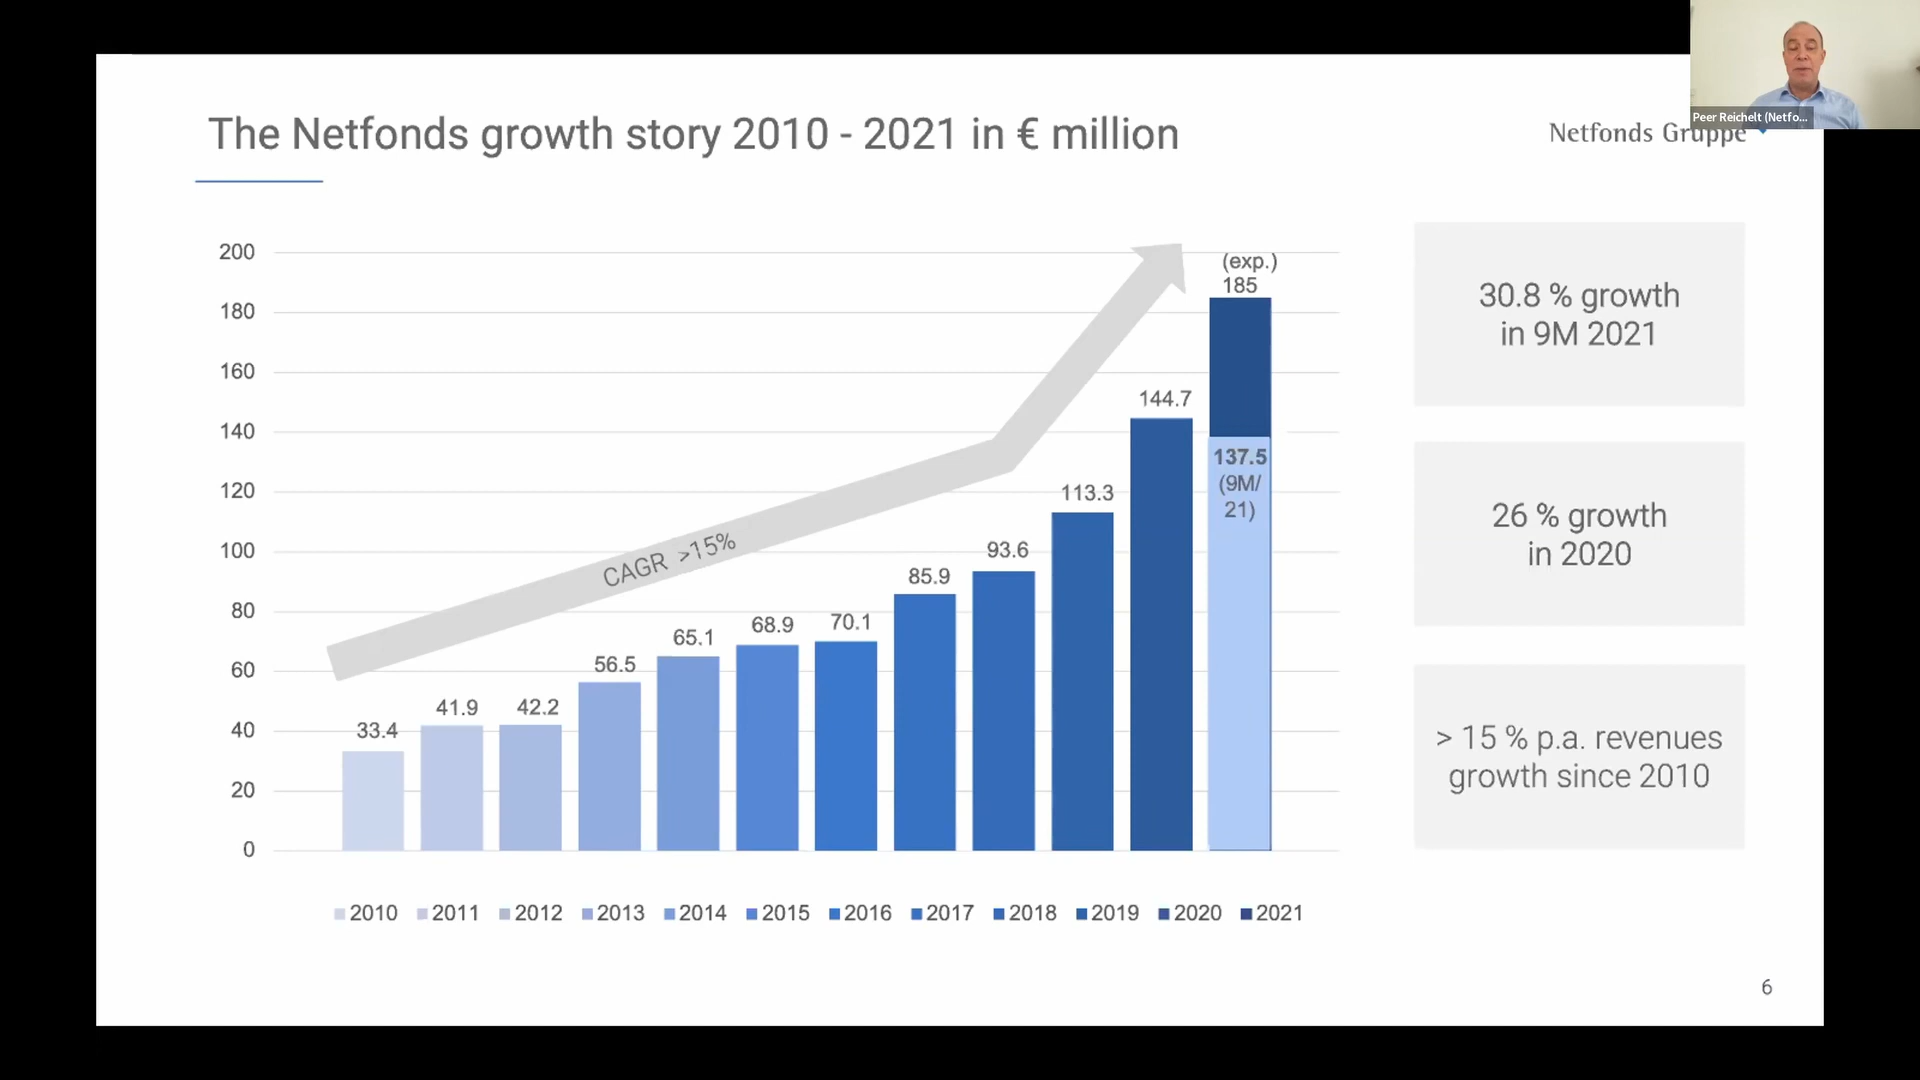 Peer Reichelt (Netfo...
The Netfonds growth story 2010 - 2021 in € million
Netfonds Gruppe
200
180
160
140
120
100
80
60
40
20
0
CAGR >15%
33.4
41.9
42.2
56.5
65.1
68.9
70.1
85.9
93.6
113.3
144.7
(exp.)
185
137.5
(9M/
21)
2010 2011 2012 2013 2014 2015 2016 2017 2018 2019 2020 2021
30.8 % growth
in 9M 2021
26 % growth
in 2020
> 15 % p.a. revenues
growth since 2010
6